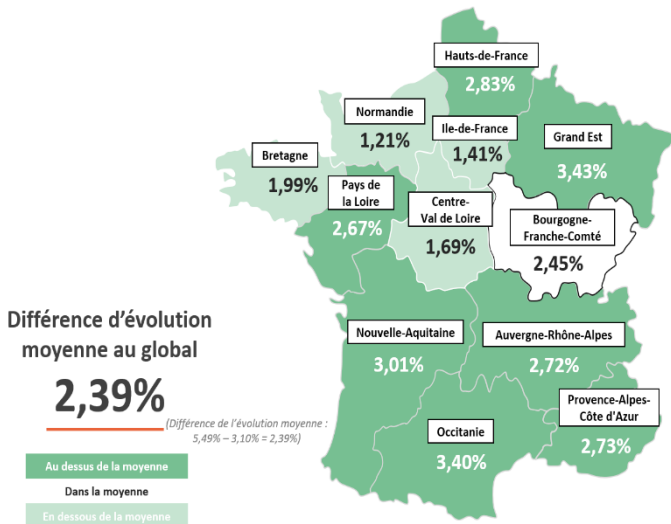 Hauts-de-France
2,83%
Normandie
1,21%
Ile-de-France
1,41%
Grand Est
3,43%
Bretagne
1,99%
Pays de
la Loire
2,67%
Centre-
Val de Loire
1,69%
Bourgogne-
Franche-Comté
2,45%
Différence d'évolution
moyenne au global
2,39%
(Différence de l'évolution moyenne :
5,49% – 3,10% = 2,39%)
Nouvelle-Aquitaine
3,01%
Auvergne-Rhône-Alpes
2,72%
Provence-Alpes-
Côte d'Azur
2,73%
Occitanie
3,40%
Au dessus de la moyenne
Dans la moyenne
En dessous de la moyenne